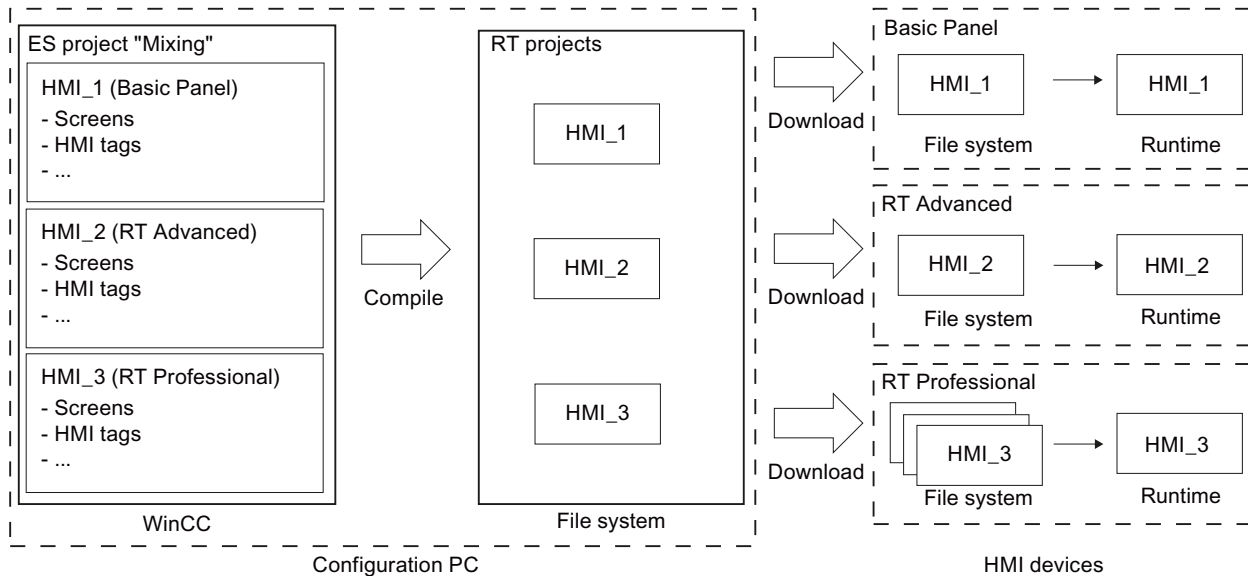 ES project "Mixing"
HMI_1 (Basic Panel)
- Screens
- HMI tags
- ...
HMI_2 (RT Advanced)
- Screens
- HMI tags
- ...
HMI_3 (RT Professional)
- Screens
- HMI tags
- ...
WinCC
Compile
RT projects
HMI_1
HMI_2
HMI_3
File system
Configuration PC
Download
Download
Download
Basic Panel
HMI_1
HMI_1
File system
Runtime
RT Advanced
HMI_2
HMI_2
File system
Runtime
RT Professional
HMI_3
HMI_3
File system
Runtime
HMI devices